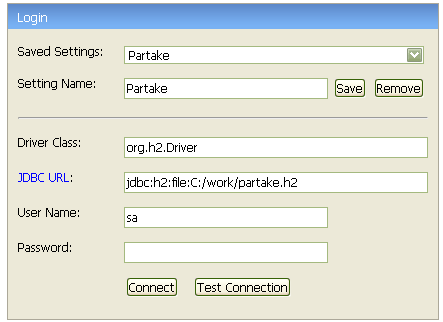 Login
Saved Settings: Partake
Setting Name: Partake Save Remove
Driver Class: org.h2.Driver
JDBC URL: jdbc:h2:file:C:/work/partake.h2
User Name: sa
Password:
Connect Test Connection